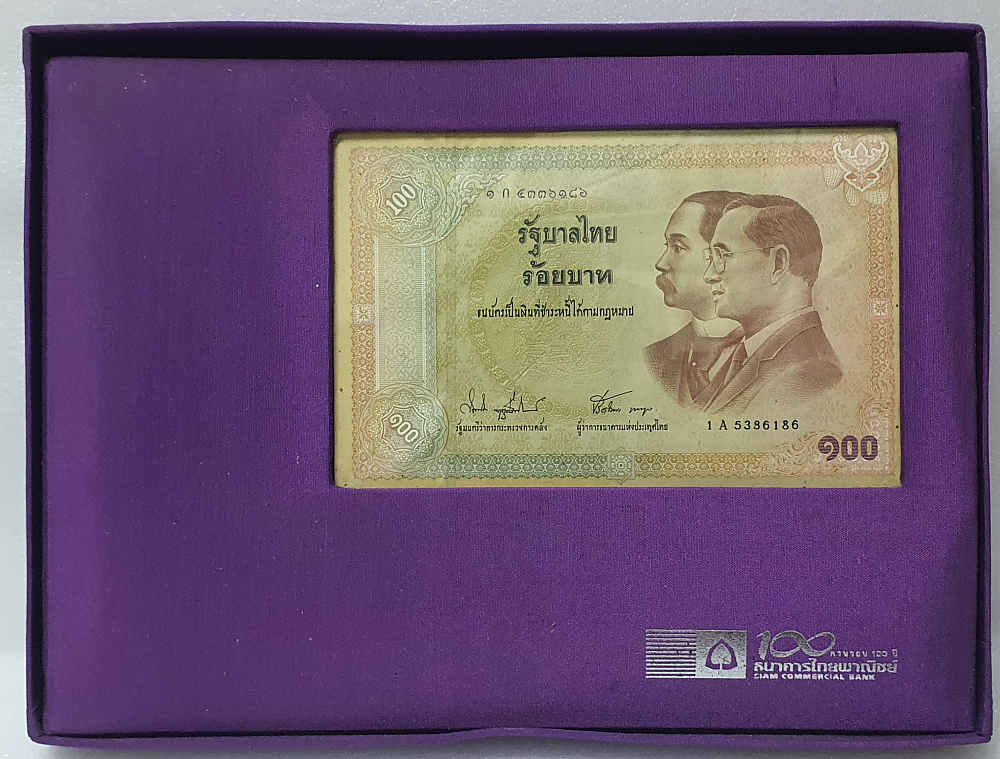 100
๑ ก ๕๓๓๖๑๘๖
รัฐบาลไทย
ร้อยบาท
ธนบัตรเป็นเงินที่ชำระหนี้ได้ตามกฎหมาย
รัฐมนตรีว่าการกระทรวงการคลัง
ผู้ว่าการธนาคารแห่งประเทศไทย
1 A 5386186
๑๐๐
๑๐๐
100
ครบรอบ 100 ปี
ธนาคารไทยพาณิชย์
SIAM COMMERCIAL BANK